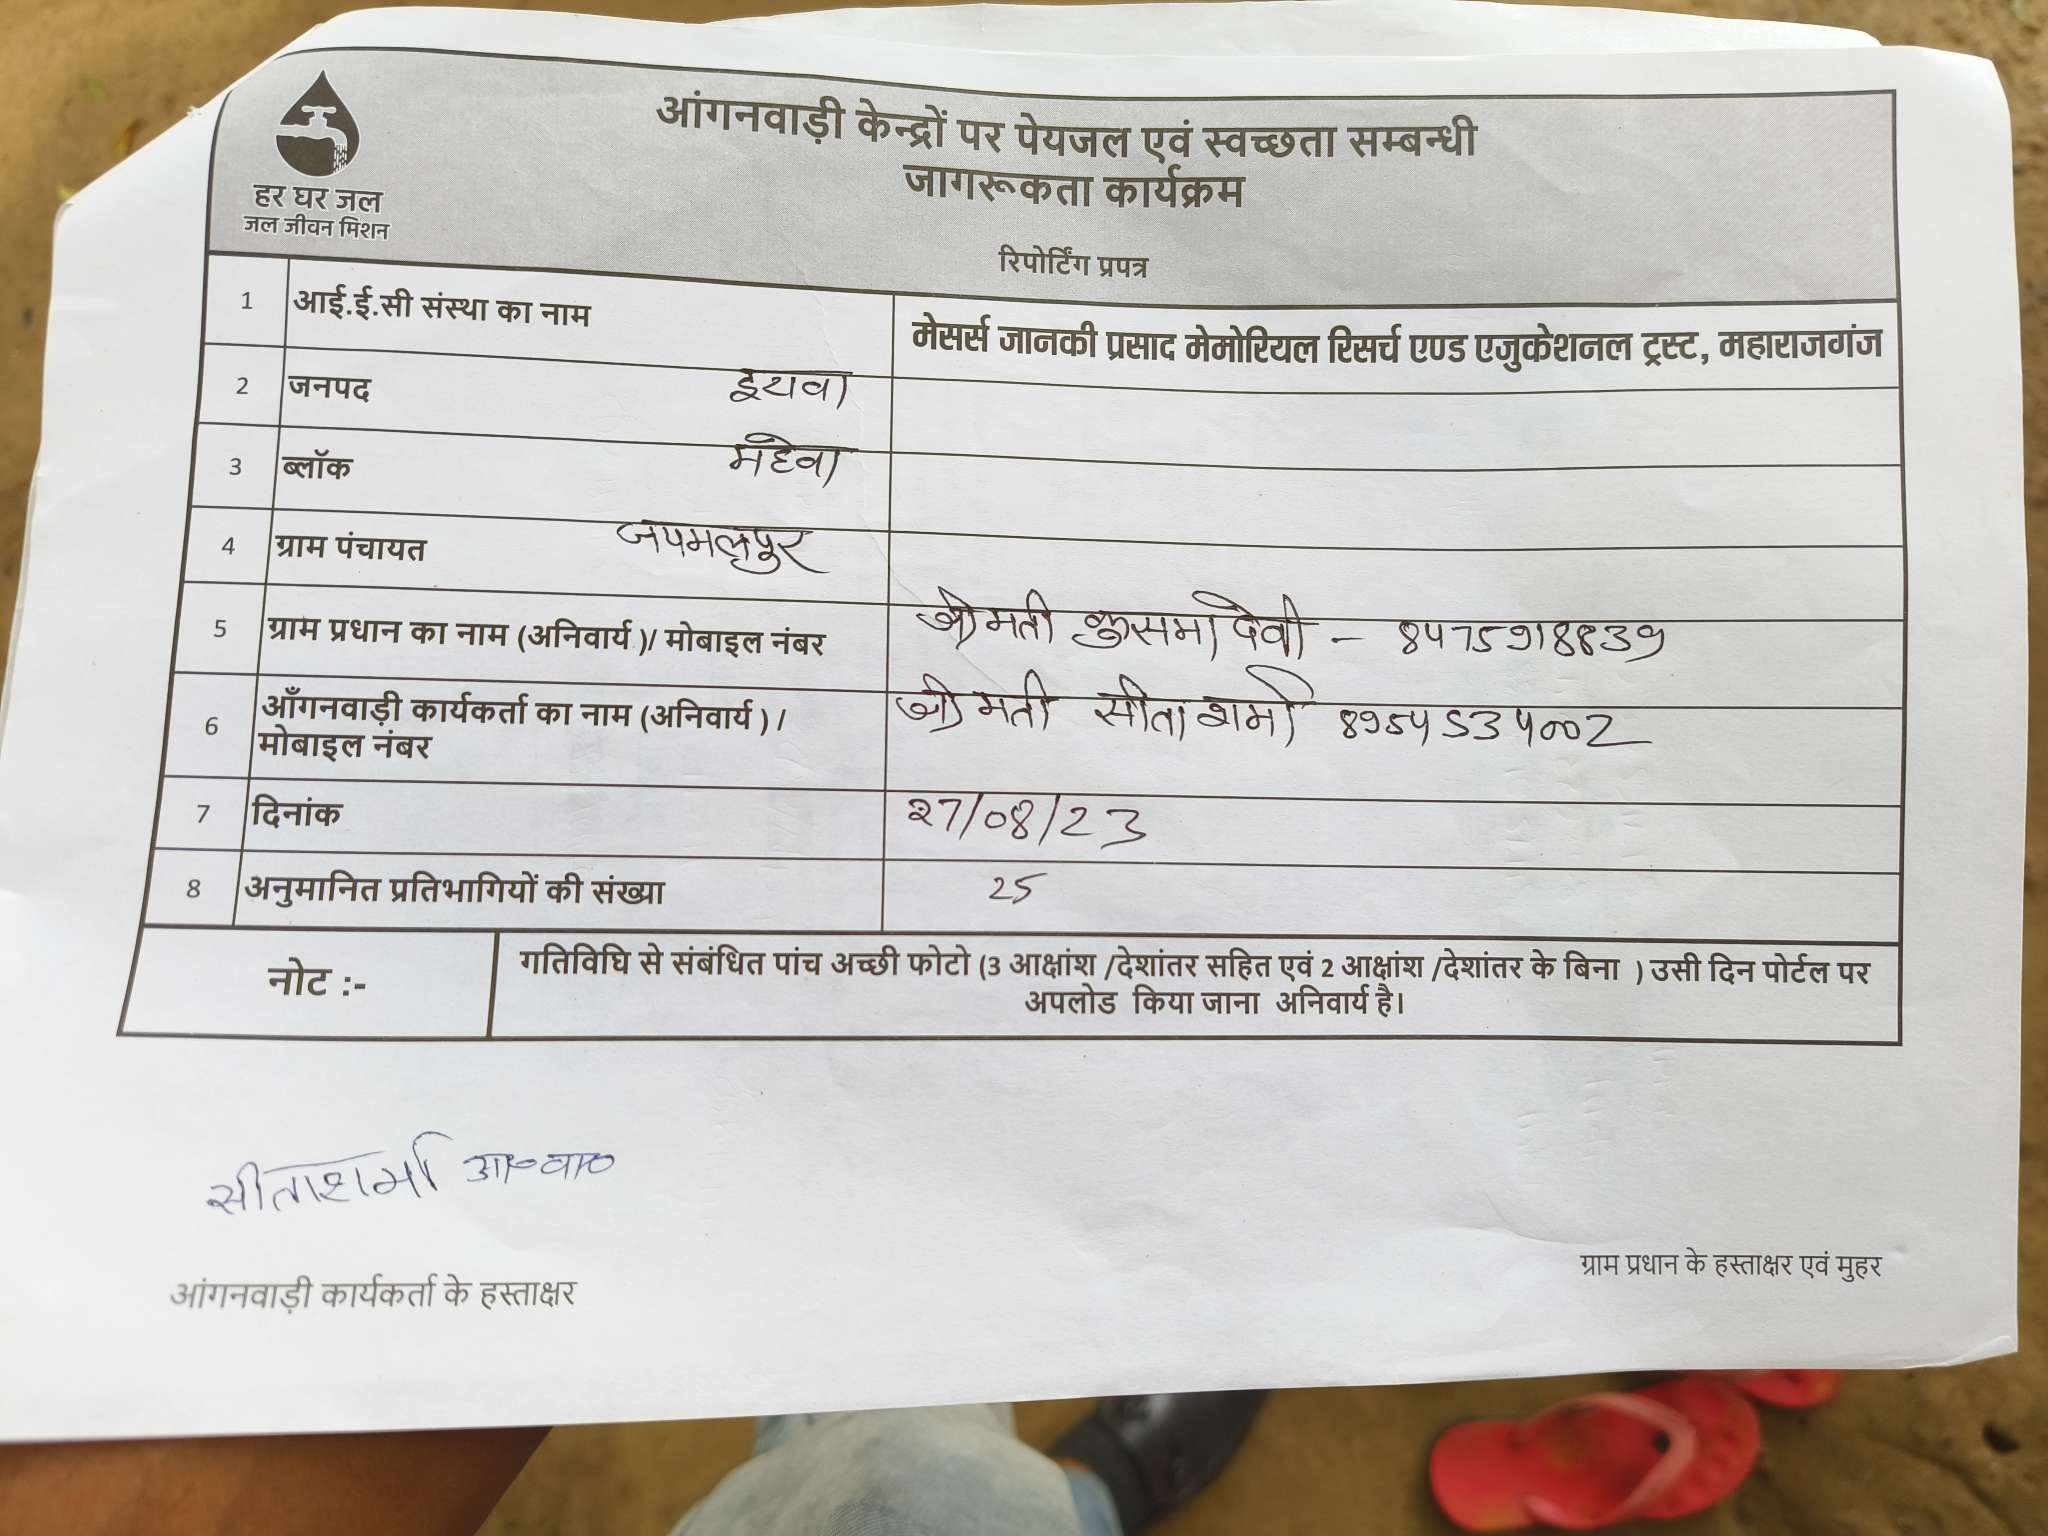 हर घर जल
जल जीवन मिशन
आंगनवाड़ी केन्द्रों पर पेयजल एवं स्वच्छता सम्बन्धी
जागरूकता कार्यक्रम
रिपोर्टिंग प्रपत्र
1 आई.ई.सी संस्था का नाम मेसर्स जानकी प्रसाद मेमोरियल रिसर्च एण्ड एजुकेशनल ट्रस्ट, महाराजगंज
2 जनपद
3 ब्लॉक महेवा
4 ग्राम पंचायत
5 ग्राम प्रधान का नाम (अनिवार्य )/ मोबाइल नंबर श्रीमती कुसमा देवी - 8475918839
6 आँगनवाड़ी कार्यकर्ता का नाम (अनिवार्य ) / श्रीमती सीता शर्मा 8954534002
मोबाइल नंबर
7 दिनांक 27/08/23
8 अनुमानित प्रतिभागियों की संख्या 25
नोट :- गतिविधि से संबंधित पांच अच्छी फोटो (3 आक्षांश /देशांतर सहित एवं 2 आक्षांश /देशांतर के बिना ) उसी दिन पोर्टल पर
अपलोड किया जाना अनिवार्य है।
सीता शर्मा आ०वा०
ग्राम प्रधान के हस्ताक्षर एवं मुहर
आंगनवाड़ी कार्यकर्ता के हस्ताक्षर